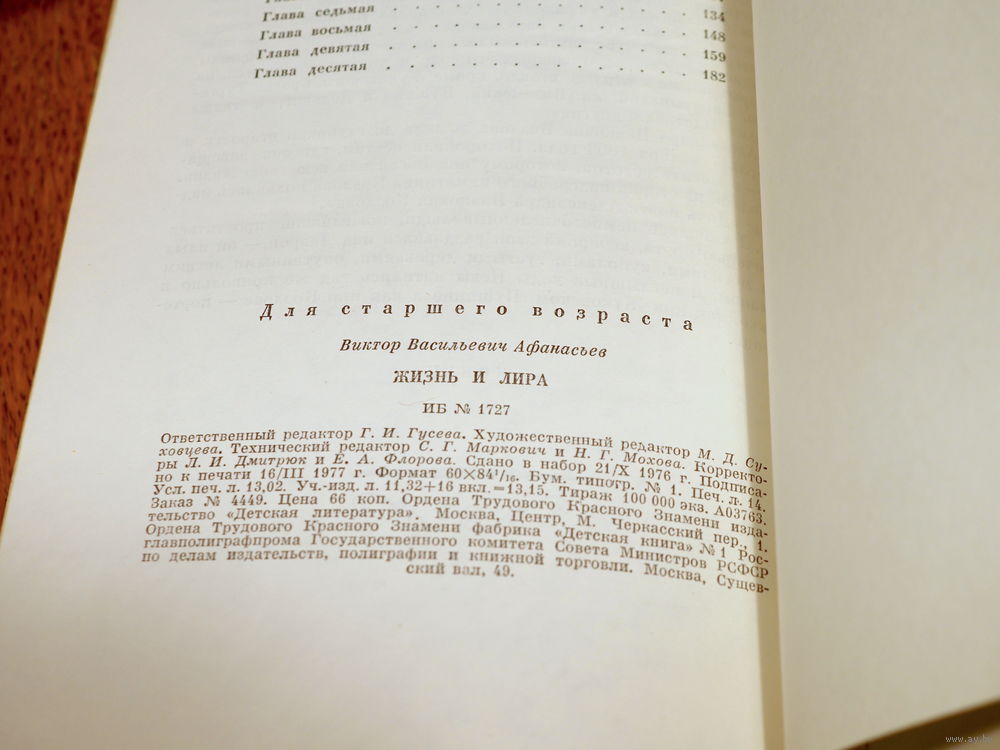 Глава седьмая . . . . . . . . . . . . . . . . 134
Глава восьмая . . . . . . . . . . . . . . . . 148
Глава девятая . . . . . . . . . . . . . . . . 159
Глава десятая . . . . . . . . . . . . . . . . 182
Для старшего возраста
Виктор Васильевич Афанасьев
ЖИЗНЬ И ЛИРА
ИБ № 1727
Ответственный редактор Г. И. Гусева. Художественный редактор М. Д. Су-
ховцева. Технический редактор С. Г. Маркович и Н. Г. Мохова. Корректо-
ры Л. И. Дмитрюк и Е. А. Флорова. Сдано в набор 21/X 1976 г. Подписа-
но к печати 16/III 1977 г. Формат 60×84¹/₁₆. Бум. типогр. № 1. Печ. л. 14.
Усл. печ. л. 13,02. Уч.-изд. л. 11,32+16 вкл.=13,15. Тираж 100 000 экз. А03763.
Заказ № 4449. Цена 66 коп. Ордена Трудового Красного Знамени изда-
тельство «Детская литература». Москва, Центр, М. Черкасский пер., 1.
Ордена Трудового Красного Знамени фабрика «Детская книга» № 1 Рос-
главполиграфпрома Государственного комитета Совета Министров РСФСР
по делам издательств, полиграфии и книжной торговли. Москва, Сущев-
ский вал, 49.